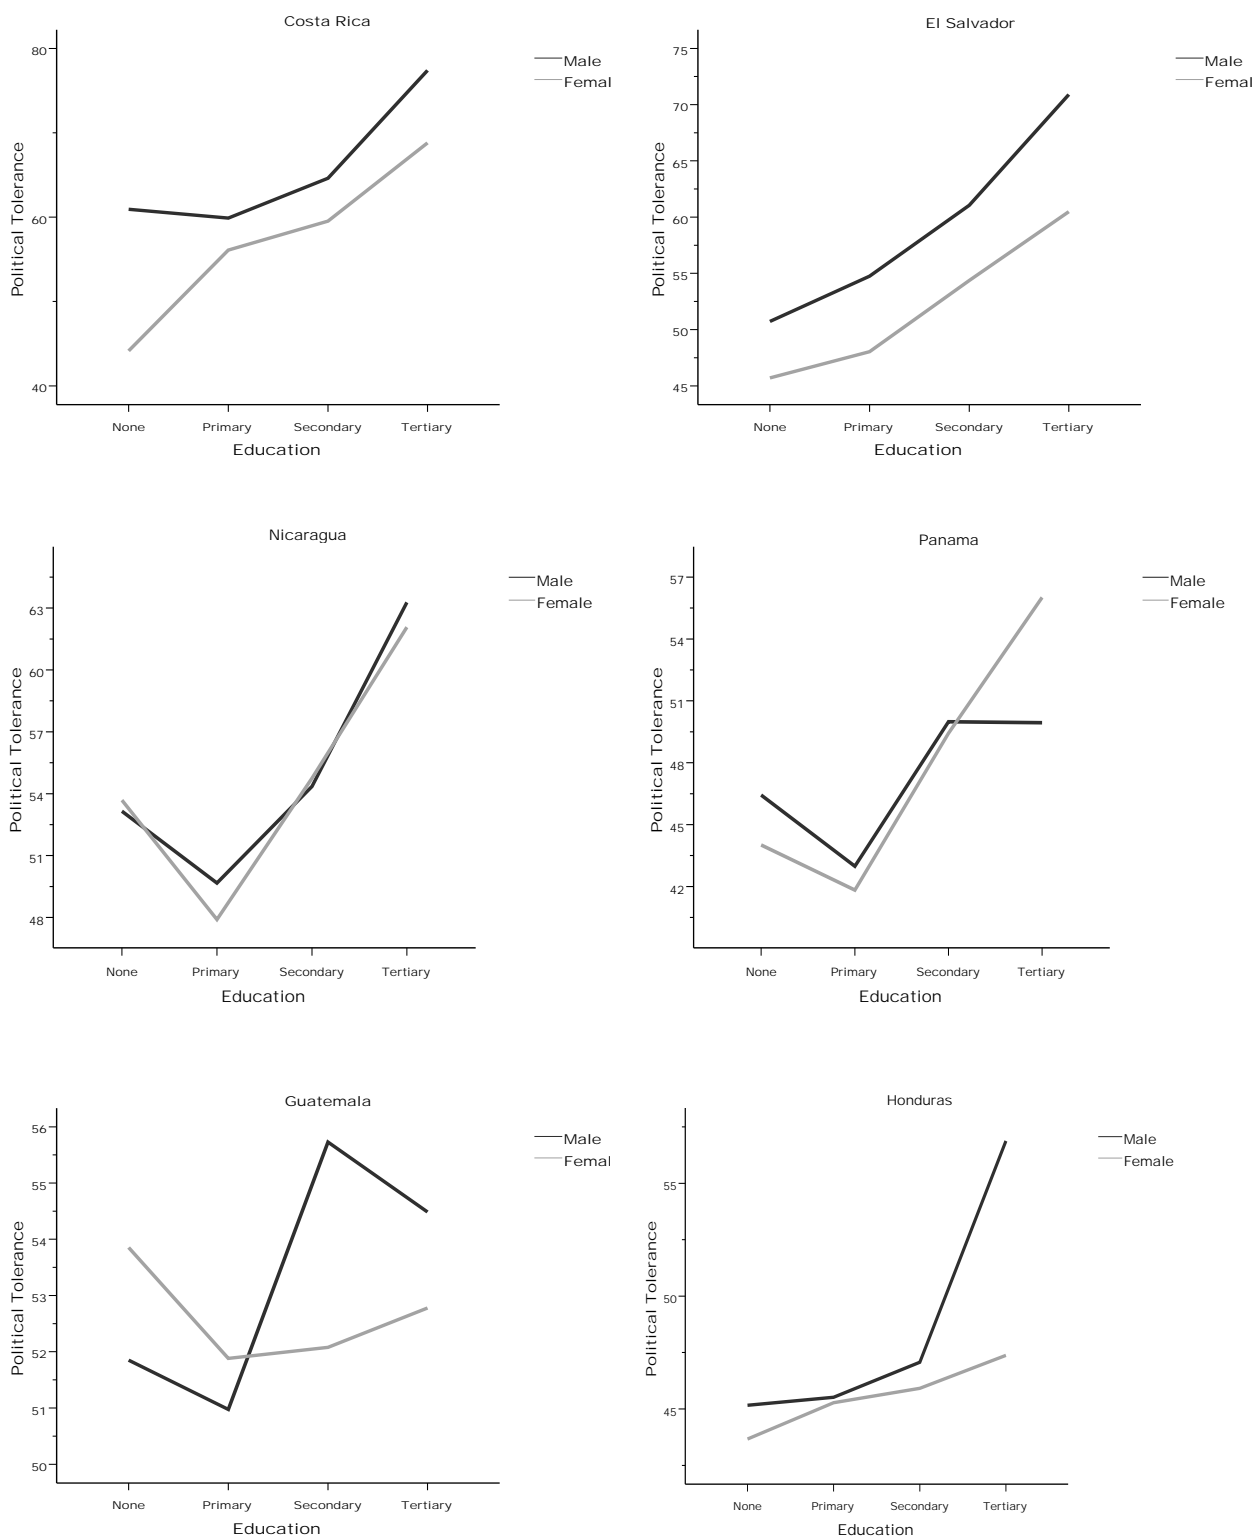 Costa Rica
80
60
40
Political Tolerance
None Primary Secondary Tertiary
Education
Male
Femal
El Salvador
75
70
65
60
55
50
45
Political Tolerance
None Primary Secondary Tertiary
Education
Male
Femal
Nicaragua
63
60
57
54
51
48
Political Tolerance
None Primary Secondary Tertiary
Education
Male
Female
Panama
57
54
51
48
45
42
Political Tolerance
None Primary Secondary Tertiary
Education
Male
Female
Guatemala
56
55
54
53
52
51
50
Political Tolerance
None Primary Secondary Tertiary
Education
Male
Femal
Honduras
55
50
45
Political Tolerance
None Primary Secondary Tertiary
Education
Male
Female